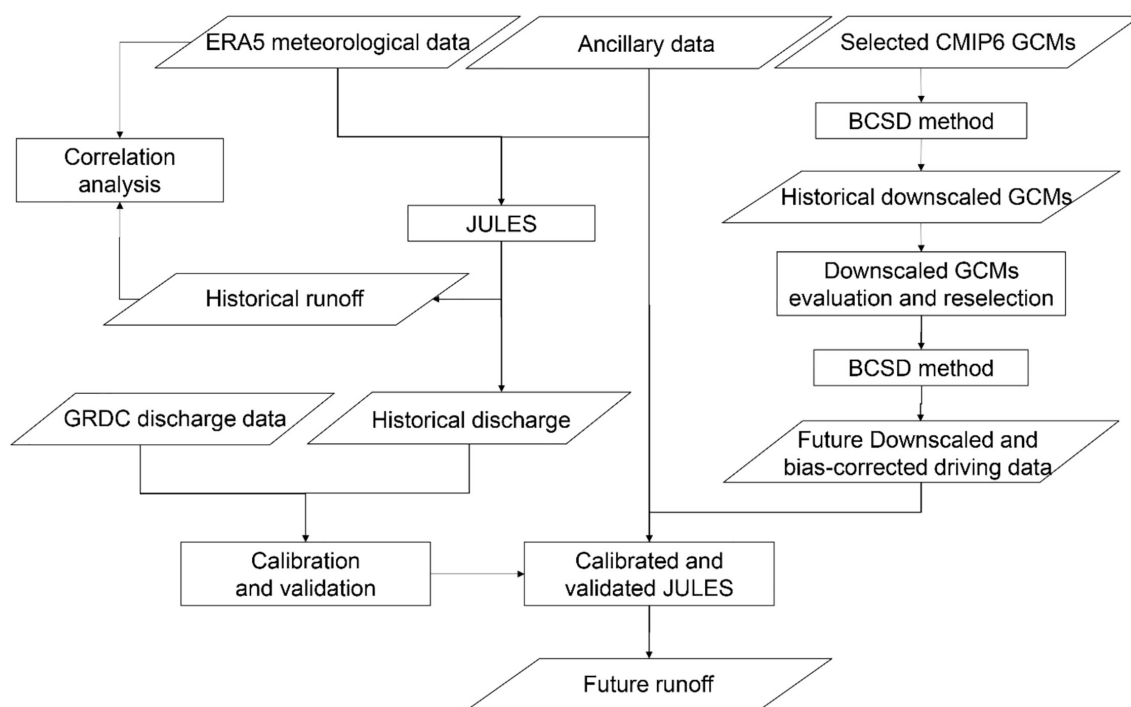 ERA5 meteorological data
Ancillary data
Selected CMIP6 GCMs
BCSD method
Correlation
analysis
Historical downscaled GCMs
JULES
Downscaled GCMs
evaluation and reselection
Historical runoff
BCSD method
GRDC discharge data
Historical discharge
Future Downscaled and
bias-corrected driving data
Calibration
and validation
Calibrated and
validated JULES
Future runoff